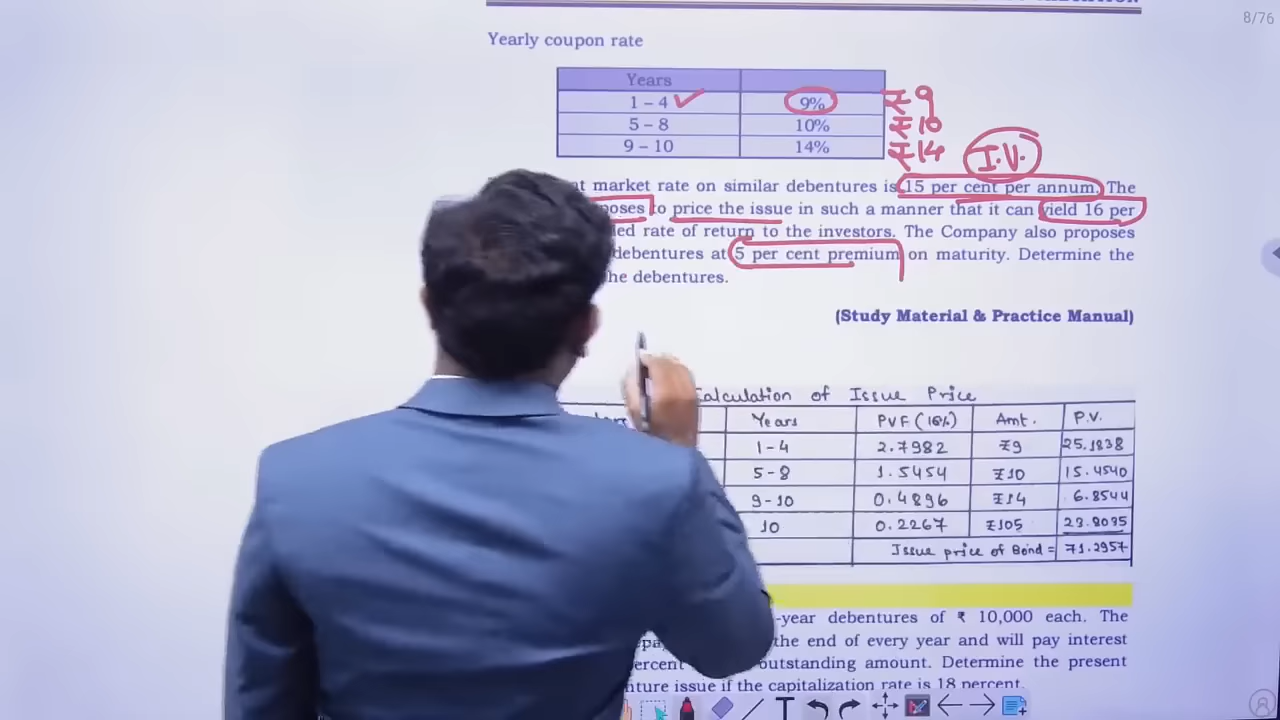 8/76
Yearly coupon rate
Years
1 – 4 9% ₹9
5 – 8 10% ₹10
9 – 10 14% ₹14
I.V.
market rate on similar debentures is 15 per cent per annum. The
to price the issue in such a manner that it can yield 16 per
rate of return to the investors. The Company also proposes
debentures at 5 per cent premium on maturity. Determine the
debentures.
(Study Material & Practice Manual)
Calculation of Issue Price
Years PVF (16%) Amt. P.V.
1-4 2.7982 ₹9 25.1838
5-8 1.5454 ₹10 15.4540
9-10 0.4896 ₹14 6.8544
10 0.2267 ₹105 23.8035
Issue price of Bond = 71.2957
-year debentures of ₹ 10,000 each. The
the end of every year and will pay interest
outstanding amount. Determine the present
issue if the capitalization rate is 18 percent.
T